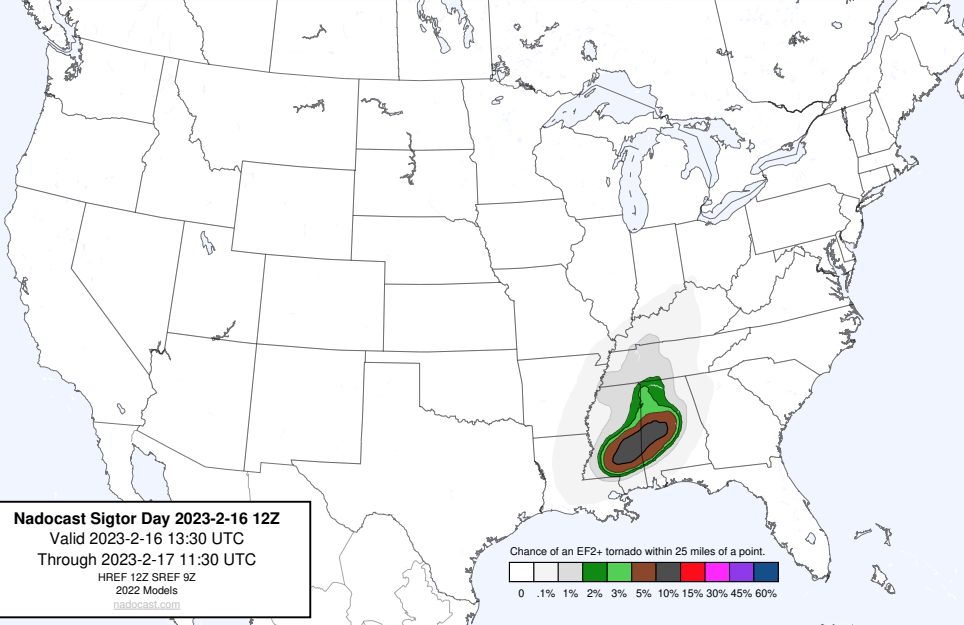 Nadocast Sigtor Day 2023-2-16 12Z
Valid 2023-2-16 13:30 UTC
Through 2023-2-17 11:30 UTC
HREF 12Z SREF 9Z
2022 Models
nadocast.com
Chance of an EF2+ tornado within 25 miles of a point.
0 .1% 1% 2% 3% 5% 10% 15% 30% 45% 60%